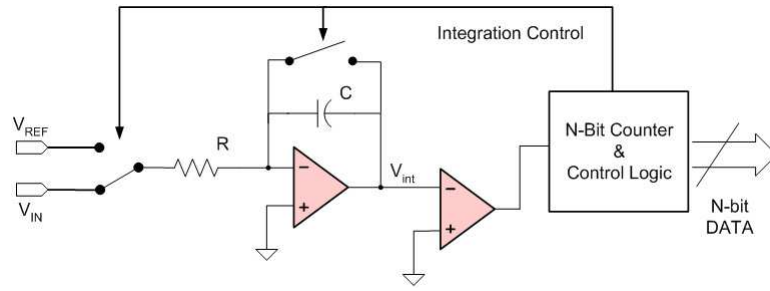 Integration Control
C
V_REF
R
N-Bit Counter
&
Control Logic
V_int
V_IN
−
+
−
+
N-bit
DATA